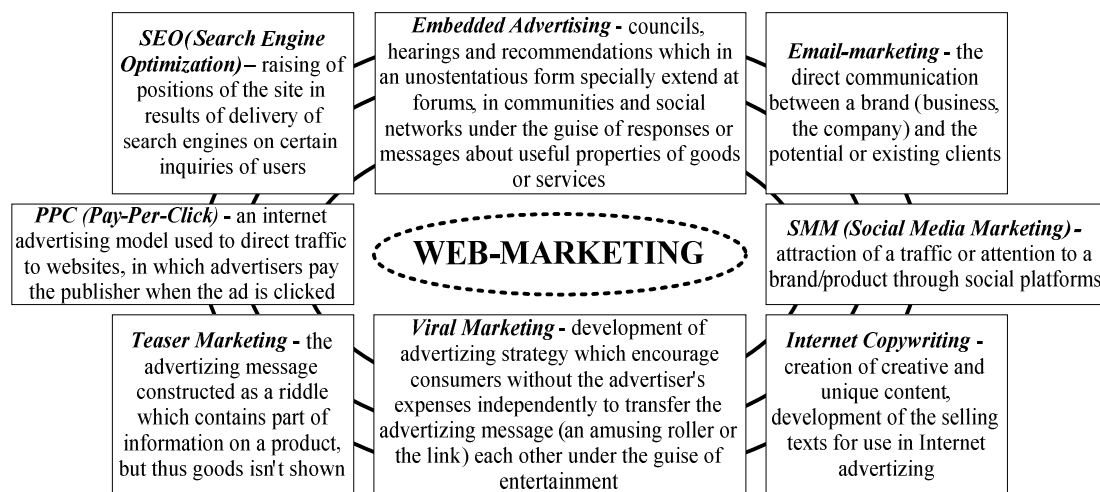 SEO(Search Engine
Optimization)– raising of
positions of the site in
results of delivery of
search engines on certain
inquiries of users
Embedded Advertising - councils,
hearings and recommendations which in
an unostentatious form specially extend at
forums, in communities and social
networks under the guise of responses or
messages about useful properties of goods
or services
Email-marketing - the
direct communication
between a brand (business,
the company) and the
potential or existing clients
PPC (Pay-Per-Click) - an internet
advertising model used to direct traffic
to websites, in which advertisers pay
the publisher when the ad is clicked
WEB-MARKETING
SMM (Social Media Marketing) -
attraction of a traffic or attention to a
brand/product through social platforms
Teaser Marketing - the
advertizing message
constructed as a riddle
which contains part of
information on a product,
but thus goods isn't shown
Viral Marketing - development of
advertizing strategy which encourage
consumers without the advertiser's
expenses independently to transfer the
advertizing message (an amusing roller or
the link) each other under the guise of
entertainment
Internet Copywriting -
creation of creative and
unique content,
development of the selling
texts for use in Internet
advertizing